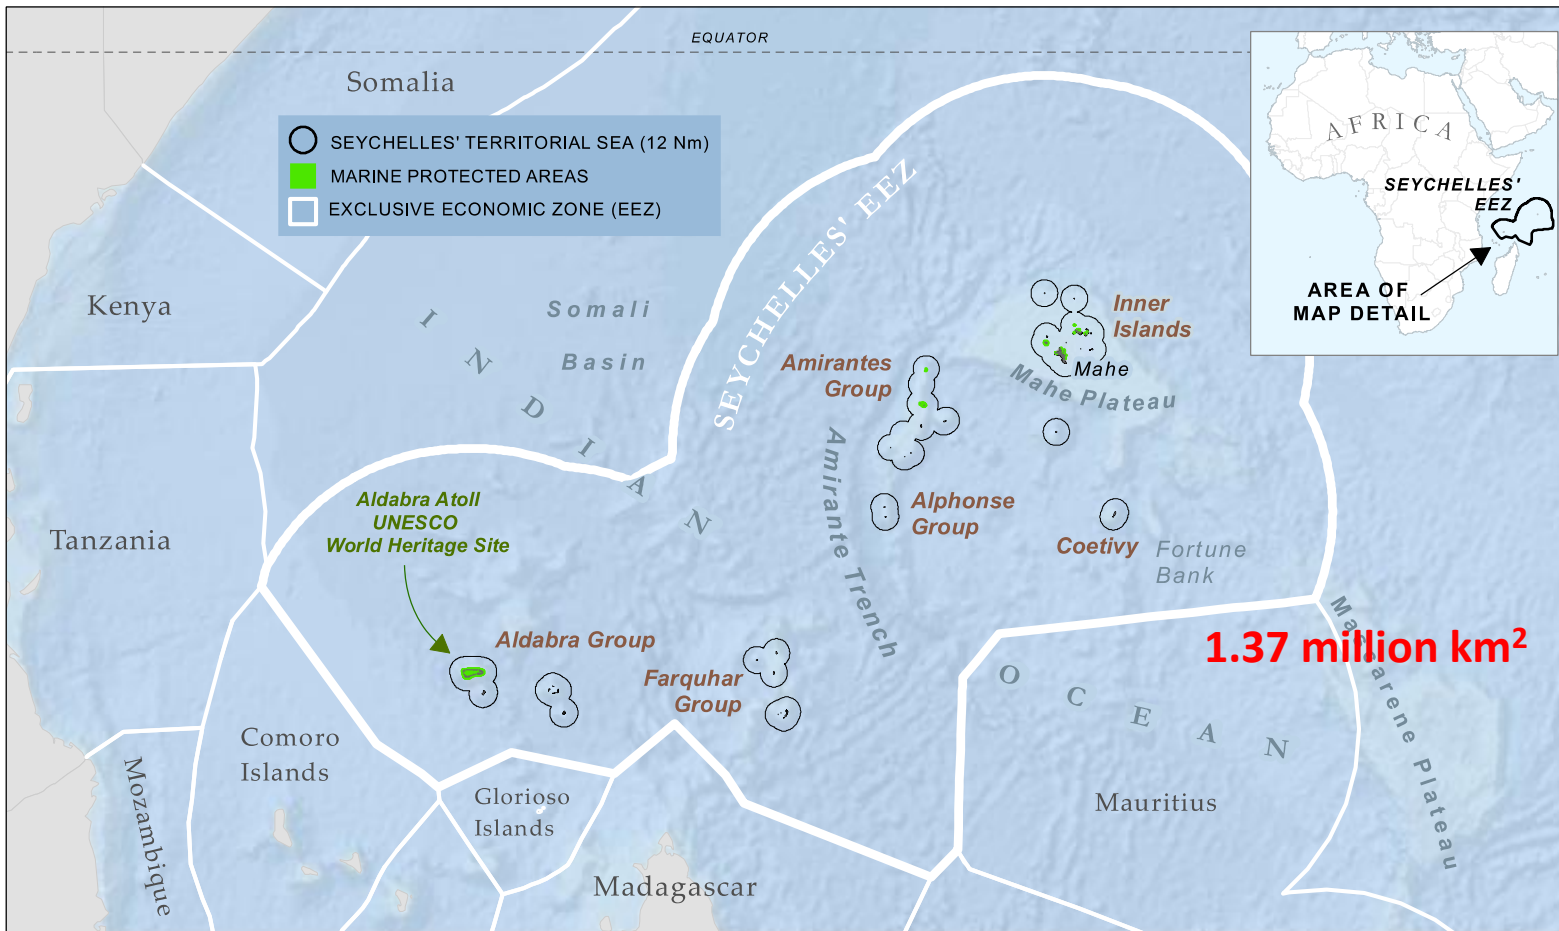 EQUATOR
Somalia
SEYCHELLES' TERRITORIAL SEA (12 Nm)
MARINE PROTECTED AREAS
EXCLUSIVE ECONOMIC ZONE (EEZ)
AFRICA
SEYCHELLES'
EEZ
AREA OF
MAP DETAIL
SEYCHELLES' EEZ
Kenya
Somali
Basin
INDIAN
Inner
Islands
Mahe
Mahe Plateau
Amirantes
Group
Amirante Trench
Alphonse
Group
Coetivy
Fortune
Bank
Aldabra Atoll
UNESCO
World Heritage Site
Tanzania
Aldabra Group
Farquhar
Group
1.37 million km²
Mascarene Plateau
OCEAN
Comoro
Islands
Mozambique
Glorioso
Islands
Mauritius
Madagascar